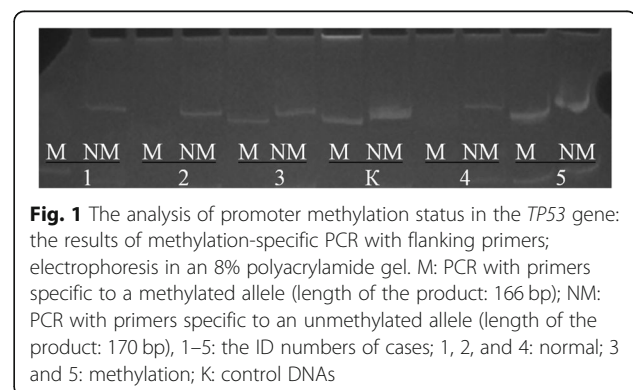 M NM M NM M NM M NM M NM M NM
1 2 3 K 4 5
Fig. 1 The analysis of promoter methylation status in the TP53 gene:
the results of methylation-specific PCR with flanking primers;
electrophoresis in an 8% polyacrylamide gel. M: PCR with primers
specific to a methylated allele (length of the product: 166 bp); NM:
PCR with primers specific to an unmethylated allele (length of the
product: 170 bp), 1–5: the ID numbers of cases; 1, 2, and 4: normal; 3
and 5: methylation; K: control DNAs